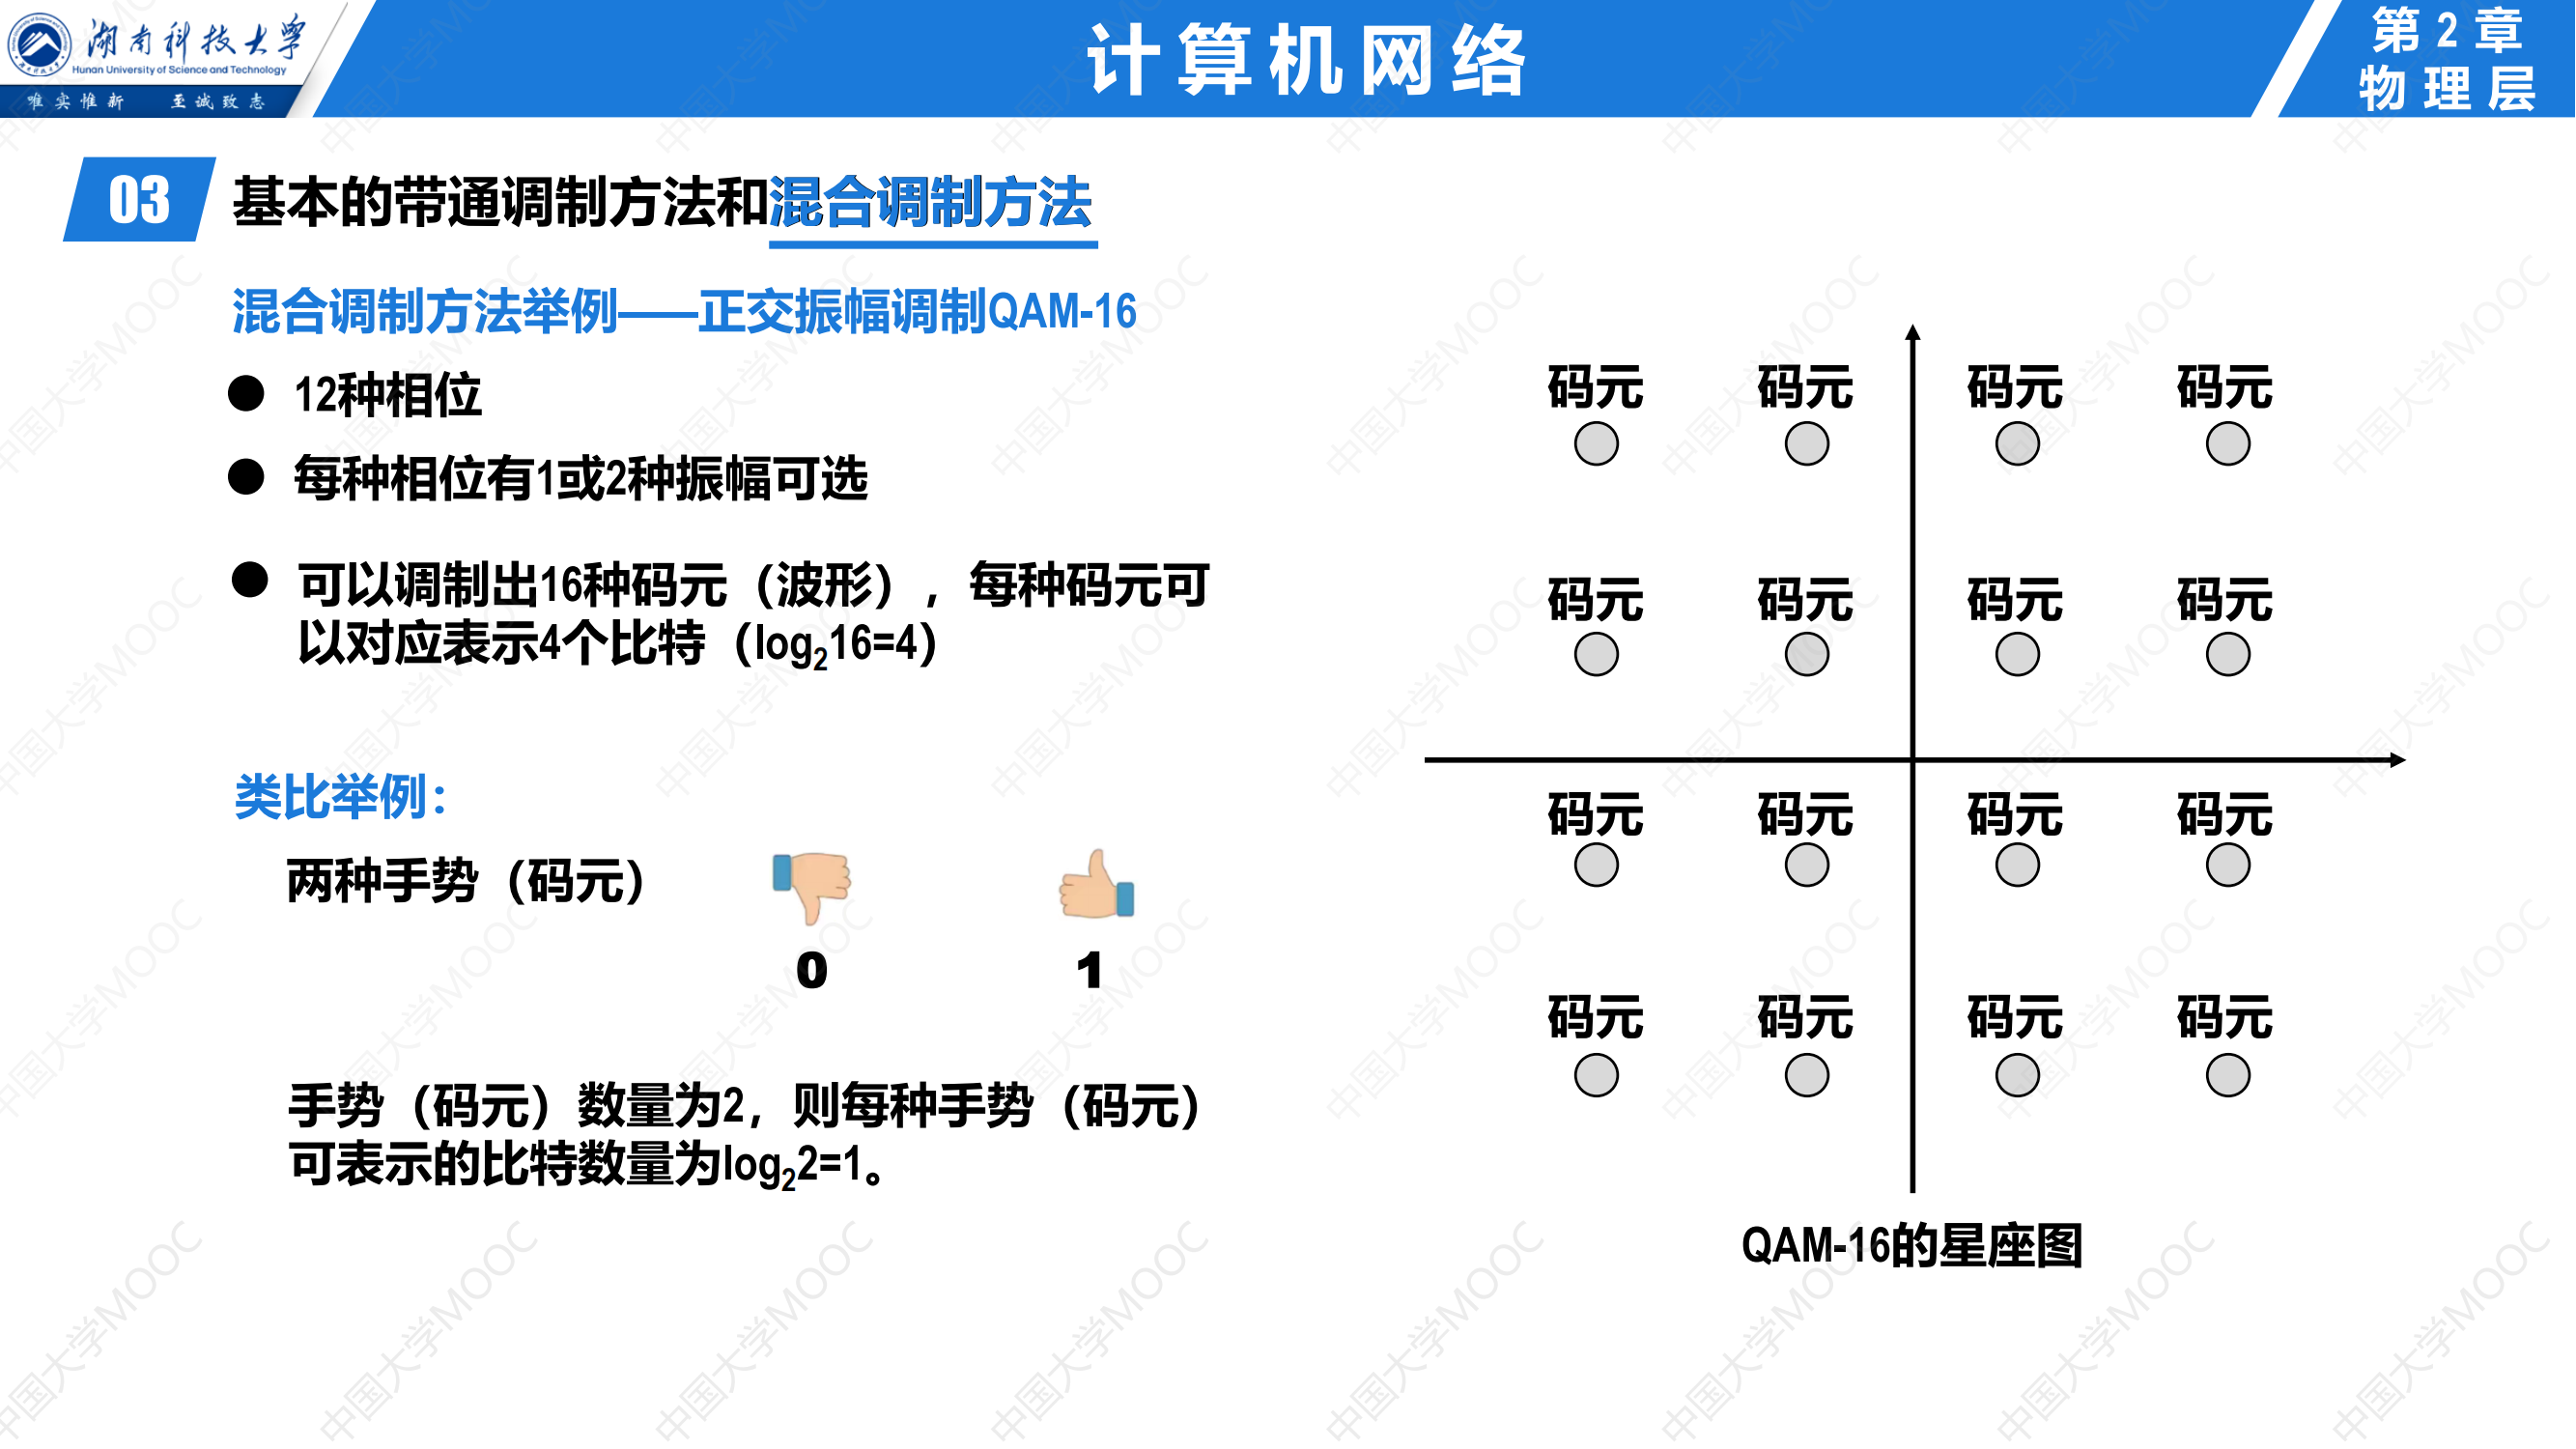 湖南科技大学
Hunan University of Science and Technology
唯实惟新 至诚致志
计算机网络
第2章
物理层
03 基本的带通调制方法和混合调制方法
混合调制方法举例——正交振幅调制QAM-16
● 12种相位
● 每种相位有1或2种振幅可选
● 可以调制出16种码元（波形），每种码元可
以对应表示4个比特（log₂16=4）
类比举例：
两种手势（码元）
0 1
手势（码元）数量为2，则每种手势（码元）
可表示的比特数量为log₂2=1。
码元 码元 码元 码元
码元 码元 码元 码元
码元 码元 码元 码元
码元 码元 码元 码元
QAM-16的星座图
中国大学MOOC